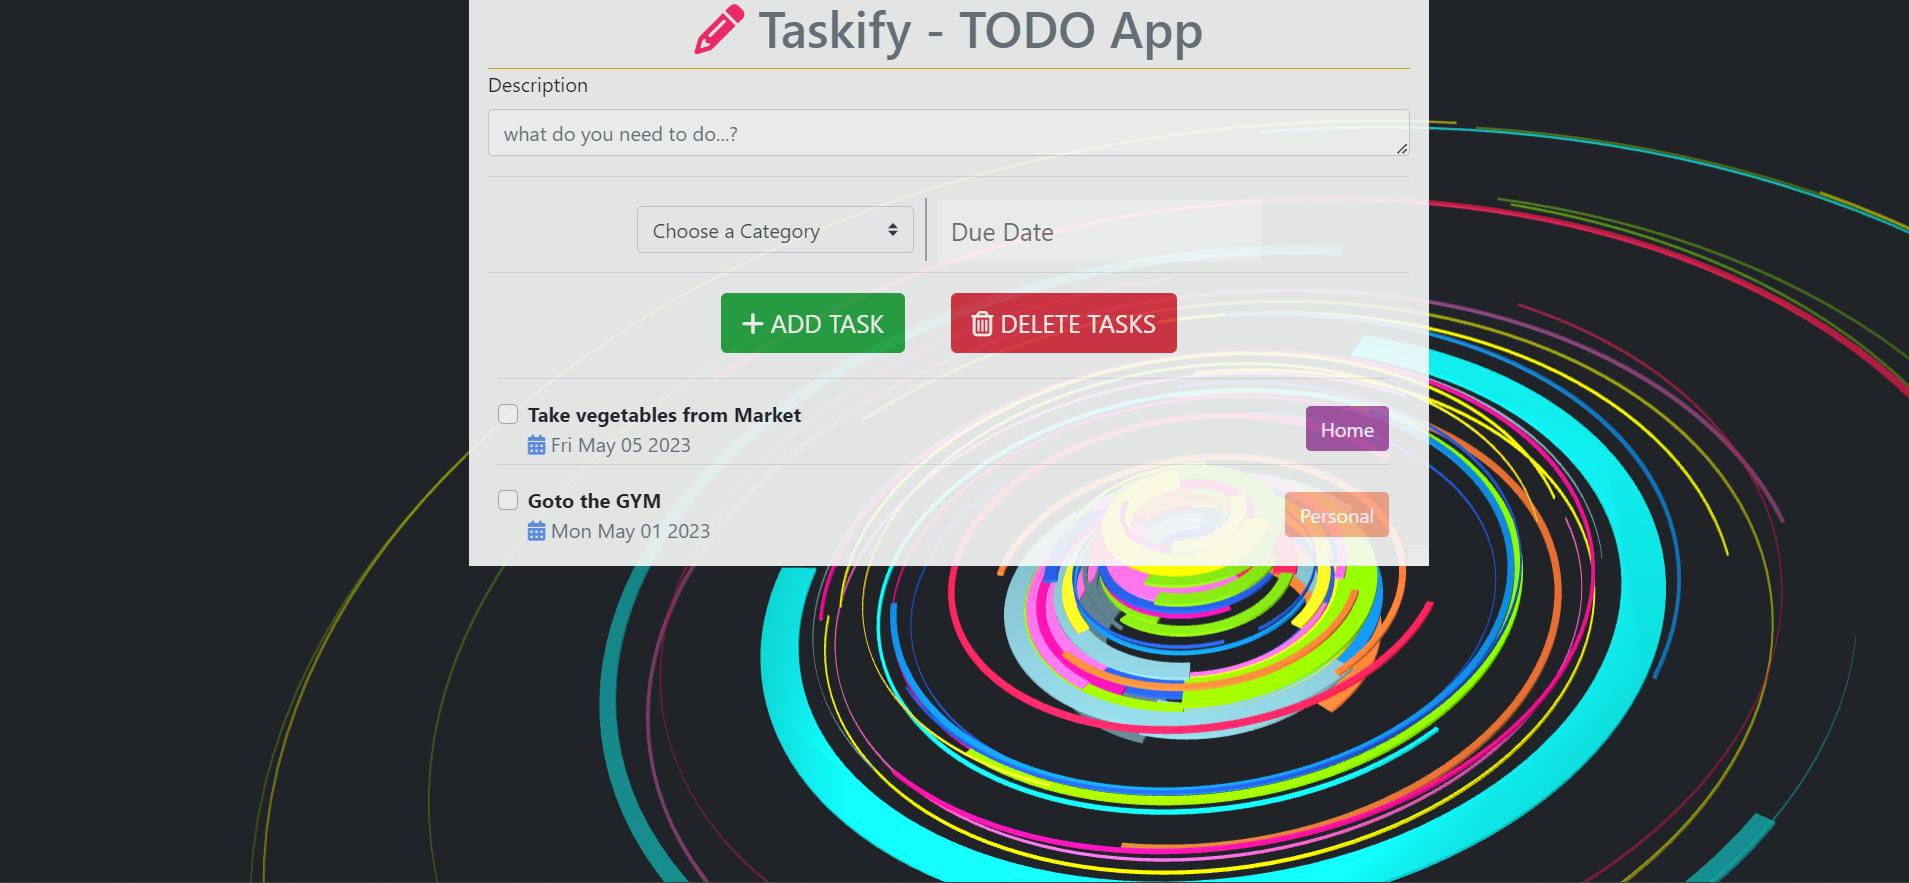 Taskify - TODO App
Description
what do you need to do...?
Choose a Category
Due Date
ADD TASK
DELETE TASKS
Take vegetables from Market
Fri May 05 2023
Home
Goto the GYM
Mon May 01 2023
Personal